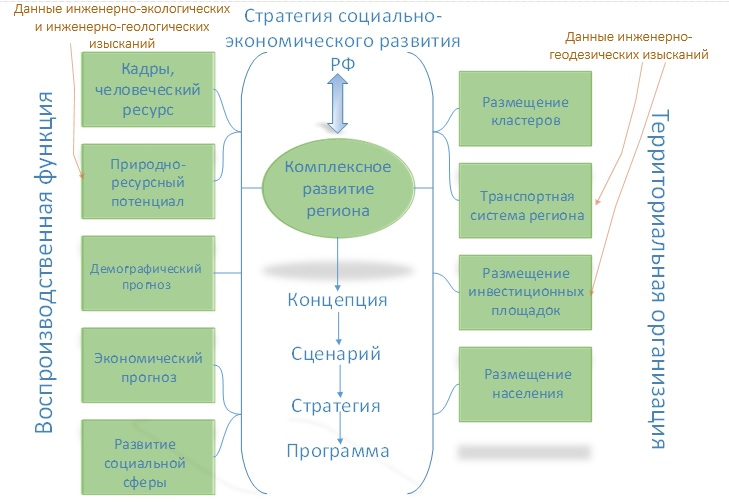 Данные инженерно-экологических
и инженерно-геологических
изысканий
Стратегия социально-
экономического развития
РФ
Данные инженерно-
геодезических изысканий
Воспроизводственная функция
Кадры,
человеческий
ресурс
Природно-
ресурсный
потенциал
Демографический
прогноз
Экономический
прогноз
Развитие
социальной
сферы
Комплексное
развитие
региона
Концепция
Сценарий
Стратегия
Программа
Размещение
кластеров
Транспортная
система региона
Размещение
инвестиционных
площадок
Размещение
населения
Территориальная организация